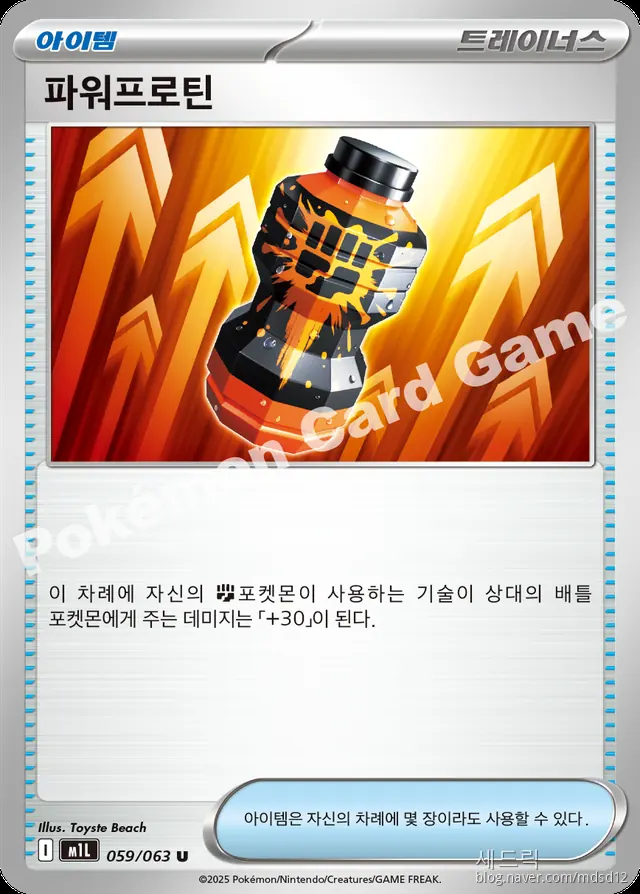 아이템
트레이너스
파워프로틴
Pokémon Card Game
이 차례에 자신의 포켓몬이 사용하는 기술이 상대의 배틀
포켓몬에게 주는 데미지는 「+30」이 된다.
아이템은 자신의 차례에 몇 장이라도 사용할 수 있다.
Illus. Toyste Beach
I M1L 059/063 U
©2025 Pokémon/Nintendo/Creatures/GAME FREAK.
세드릭
blog.naver.com/mdsd12